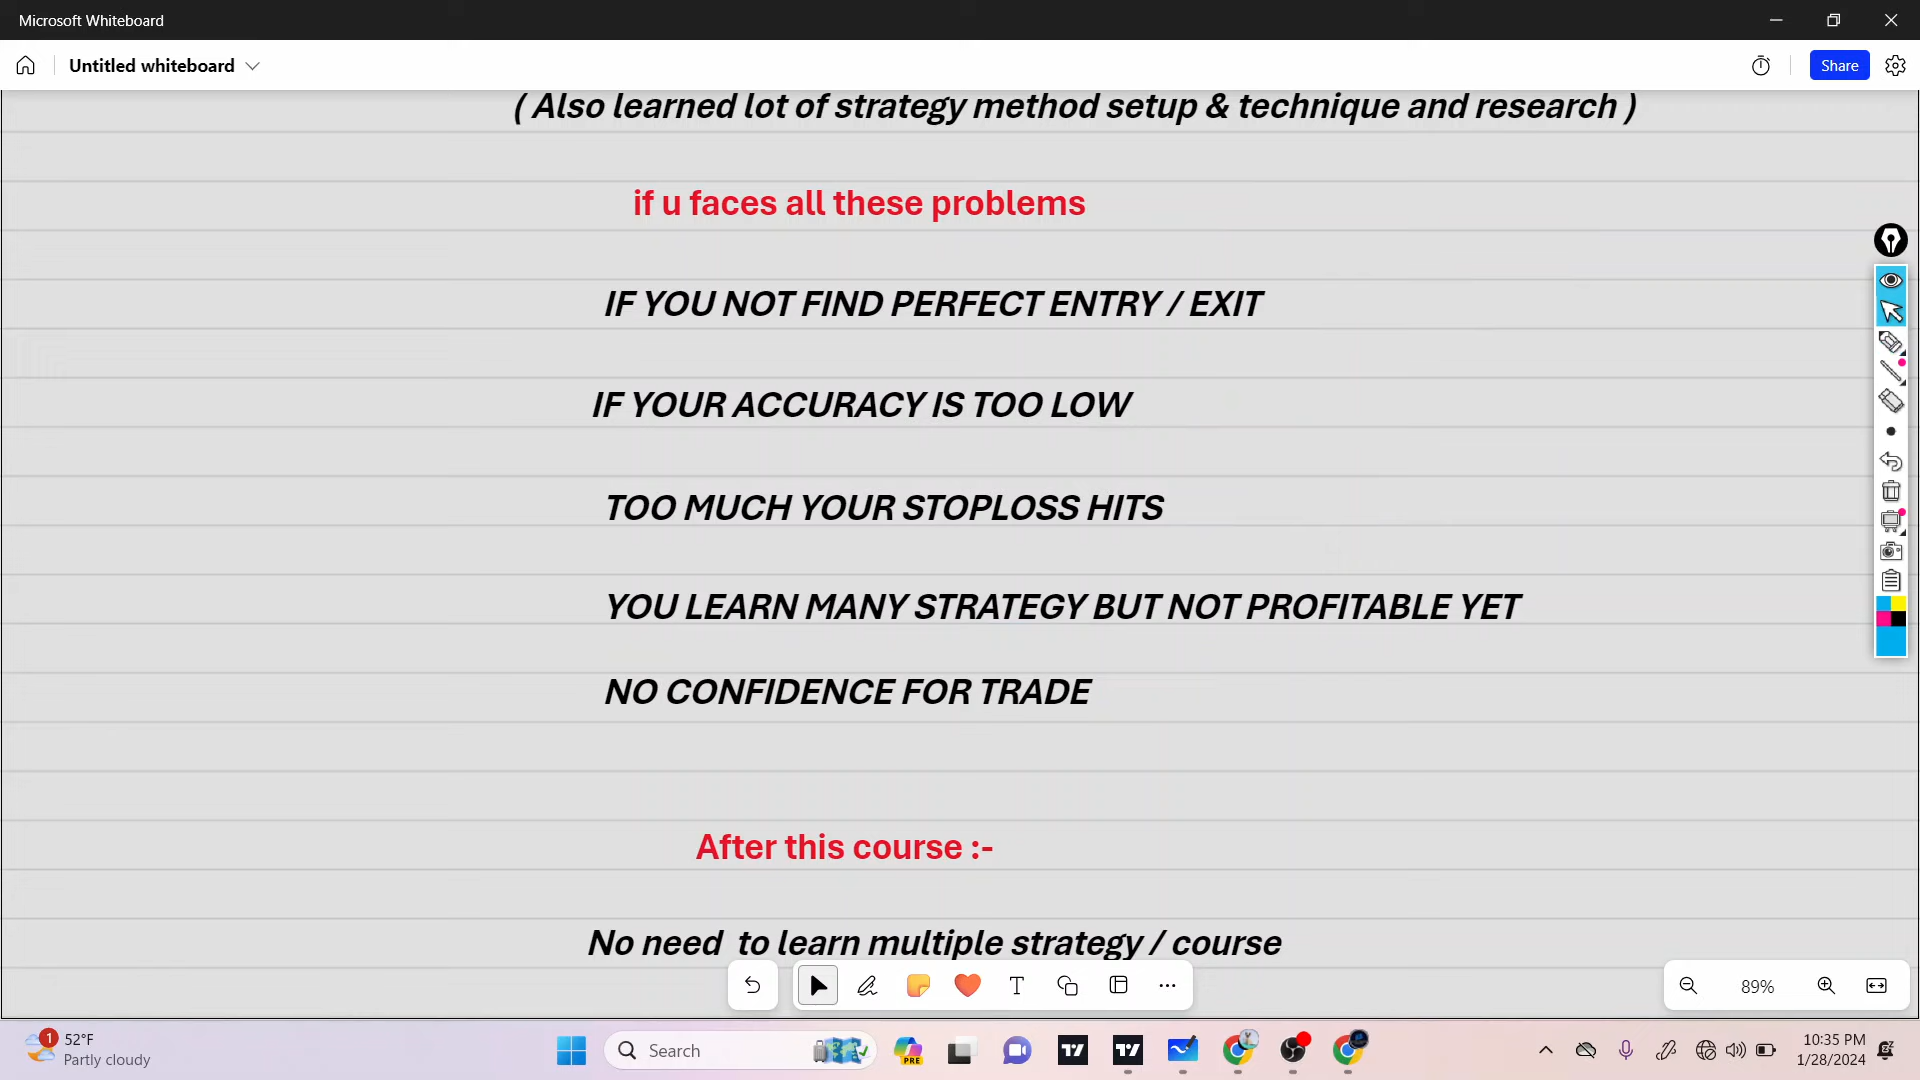 Microsoft Whiteboard
Untitled whiteboard
Share
( Also learned lot of strategy method setup & technique and research )
if u faces all these problems
IF YOU NOT FIND PERFECT ENTRY / EXIT
IF YOUR ACCURACY IS TOO LOW
TOO MUCH YOUR STOPLOSS HITS
YOU LEARN MANY STRATEGY BUT NOT PROFITABLE YET
NO CONFIDENCE FOR TRADE
After this course :-
No need to learn multiple strategy / course
89%
1
52°F
Partly cloudy
Search
PRE
10:35 PM
1/28/2024